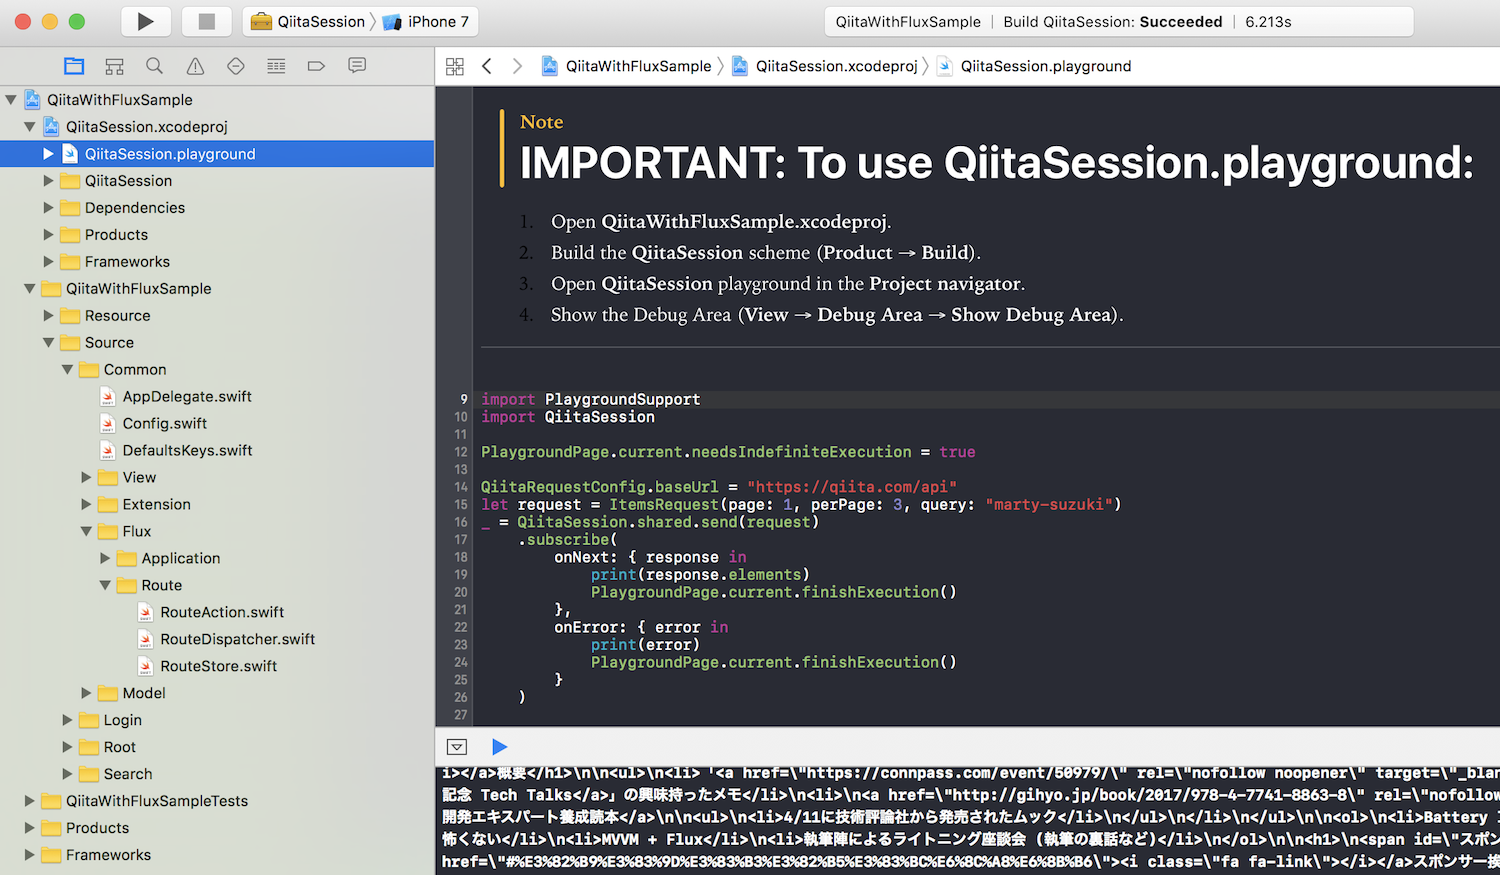 QiitaSession iPhone 7
QiitaWithFluxSample | Build QiitaSession: Succeeded | 6.213s
QiitaWithFluxSample QiitaSession.xcodeproj QiitaSession.playground
QiitaWithFluxSample
QiitaSession.xcodeproj
QiitaSession.playground
QiitaSession
Dependencies
Products
Frameworks
QiitaWithFluxSample
Resource
Source
Common
AppDelegate.swift
Config.swift
DefaultsKeys.swift
View
Extension
Flux
Application
Route
RouteAction.swift
RouteDispatcher.swift
RouteStore.swift
Model
Login
Root
Search
QiitaWithFluxSampleTests
Products
Frameworks
Note
IMPORTANT: To use QiitaSession.playground:
1. Open QiitaWithFluxSample.xcodeproj.
2. Build the QiitaSession scheme (Product → Build).
3. Open QiitaSession playground in the Project navigator.
4. Show the Debug Area (View → Debug Area → Show Debug Area).
9 import PlaygroundSupport
10 import QiitaSession
11
12 PlaygroundPage.current.needsIndefiniteExecution = true
13
14 QiitaRequestConfig.baseUrl = "https://qiita.com/api"
15 let request = ItemsRequest(page: 1, perPage: 3, query: "marty-suzuki")
16 _ = QiitaSession.shared.send(request)
17 .subscribe(
18 onNext: { response in
19 print(response.elements)
20 PlaygroundPage.current.finishExecution()
21 },
22 onError: { error in
23 print(error)
24 PlaygroundPage.current.finishExecution()
25 }
26 )
27
i></a>概要</h1>\n\n<ul>\n<li>「<a href=\"https://connpass.com/event/50979/\" rel=\"nofollow noopener\" target=\"_blan
記念 Tech Talks</a>」の興味持ったメモ</li>\n<li>\n<a href=\"http://gihyo.jp/book/2017/978-4-7741-8863-8\" rel=\"nofollow
開発エキスパート養成読本</a>\n\n<ul>\n<li>4/11に技術評論社から発売されたムック</li>\n</ul>\n</li>\n</ul>\n\n<ol>\n<li>Battery
怖くない</li>\n<li>MVVM + Flux</li>\n<li>執筆陣によるライトニング座談会 (執筆の裏話など)</li>\n</ol>\n\n<h1>\n<span id=\"スポン
href=\"#%E3%82%B9%E3%83%9D%E3%83%B3%E3%82%B5%E3%83%BC%E6%8C%A8%E6%8B%B6\"><i class=\"fa fa-link\"></i></a>スポンサー挨